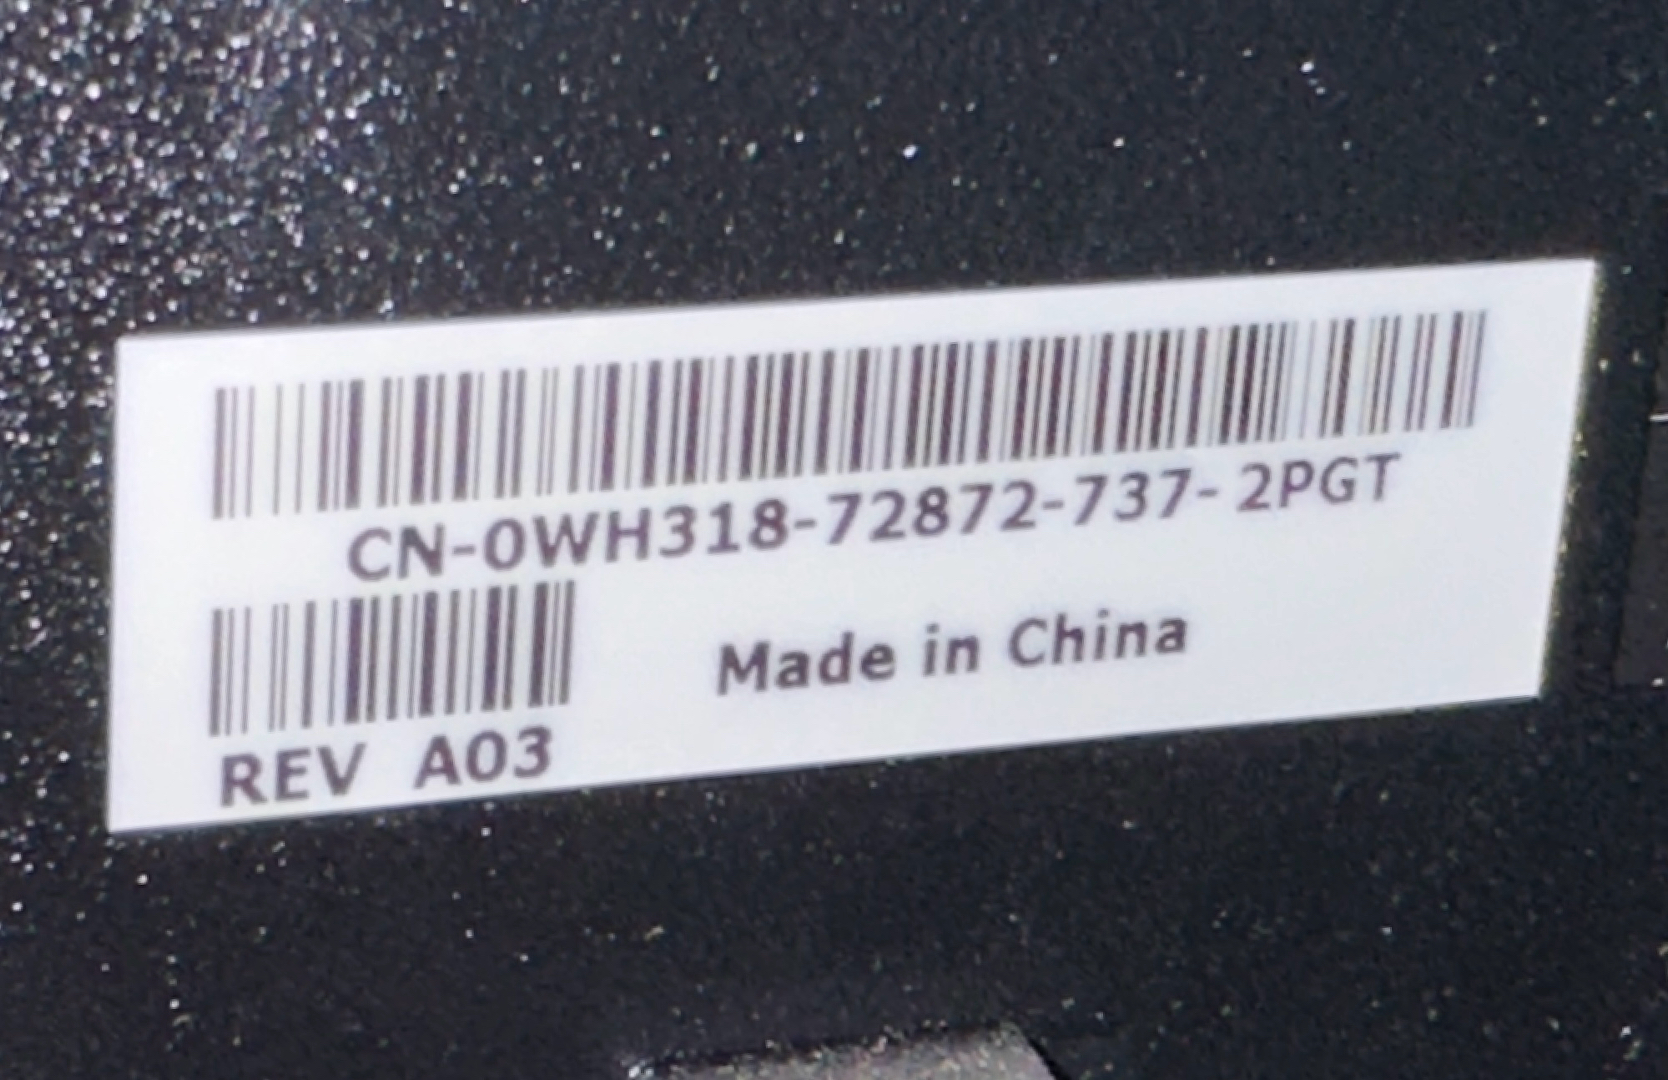 CN-0WH318-72872-737-2PGT
Made in China
REV A03